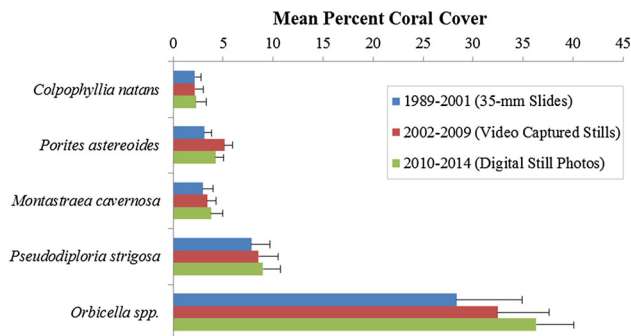 Mean Percent Coral Cover
0 5 10 15 20 25 30 35 40 45
Colpophyllia natans
Porites astereoides
Montastraea cavernosa
Pseudodiploria strigosa
Orbicella spp.
1989-2001 (35-mm Slides)
2002-2009 (Video Captured Stills)
2010-2014 (Digital Still Photos)